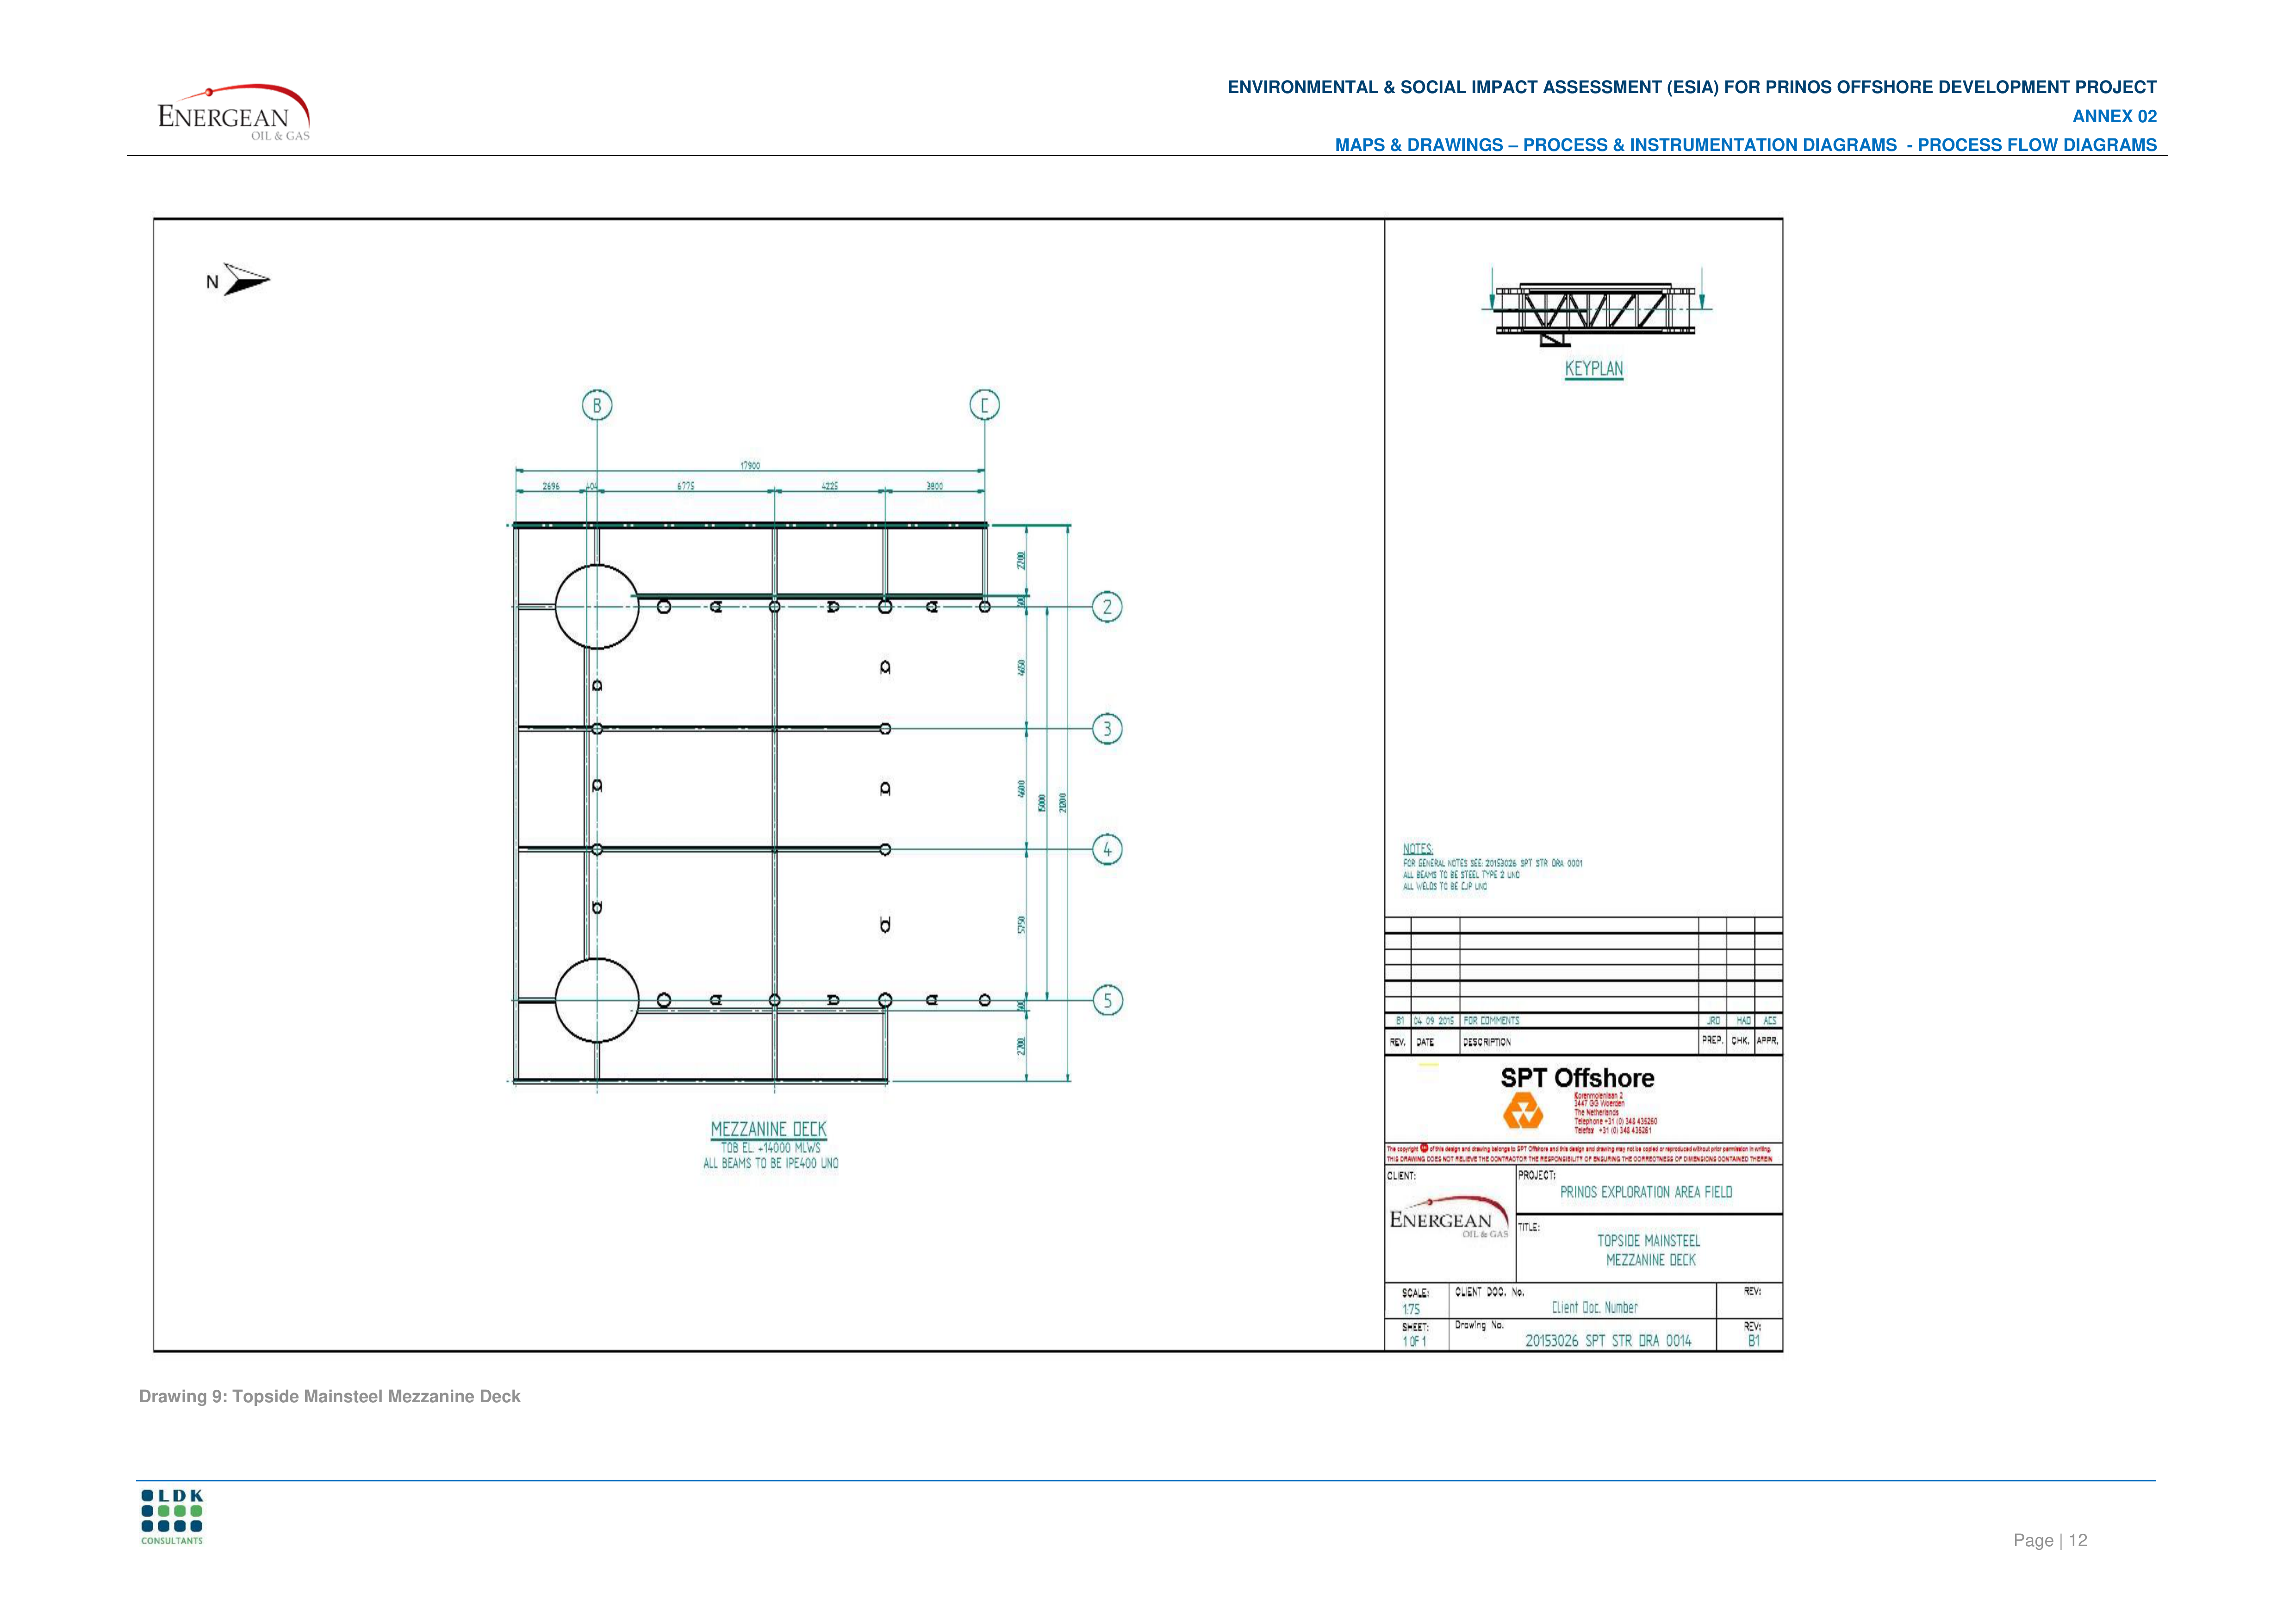 ENERGEAN
OIL & GAS
ENVIRONMENTAL & SOCIAL IMPACT ASSESSMENT (ESIA) FOR PRINOS OFFSHORE DEVELOPMENT PROJECT
ANNEX 02
MAPS & DRAWINGS – PROCESS & INSTRUMENTATION DIAGRAMS - PROCESS FLOW DIAGRAMS
N
KEYPLAN
B
C
17900
2696 404 6775 4225 3800
2200
2
4650
3
4600
15000
21200
4
5750
5
2200
MEZZANINE DECK
TOB EL. +14000 MLWS
ALL BEAMS TO BE IPE400 UNO
NOTES:
FOR GENERAL NOTES SEE: 20153026 SPT STR DRA 0001
ALL BEAMS TO BE STEEL TYPE 2 UNO
ALL WELDS TO BE CJP UNO
B1 04 09 2015 FOR COMMENTS JRO HAO ACS
REV. DATE DESCRIPTION PREP. CHK. APPR.
SPT Offshore
Korenmolenlaan 2
3447 GG Woerden
The Netherlands
Telephone +31 (0) 348 435260
Telefax +31 (0) 348 435261
The copyright of this design and drawing belongs to SPT Offshore and this design and drawing may not be copied or reproduced without prior permission in writing.
THIS DRAWING DOES NOT RELIEVE THE CONTRACTOR THE RESPONSIBILITY OF ENSURING THE CORRECTNESS OF DIMENSIONS CONTAINED THEREIN
CLIENT:
ENERGEAN
OIL & GAS
PROJECT:
PRINOS EXPLORATION AREA FIELD
TITLE:
TOPSIDE MAINSTEEL
MEZZANINE DECK
SCALE: CLIENT DOC. No. REV:
1:75 Client Doc. Number
SHEET: Drawing No. REV:
1 OF 1 20153026 SPT STR DRA 0014 B1
Drawing 9: Topside Mainsteel Mezzanine Deck
LDK
CONSULTANTS
Page | 12